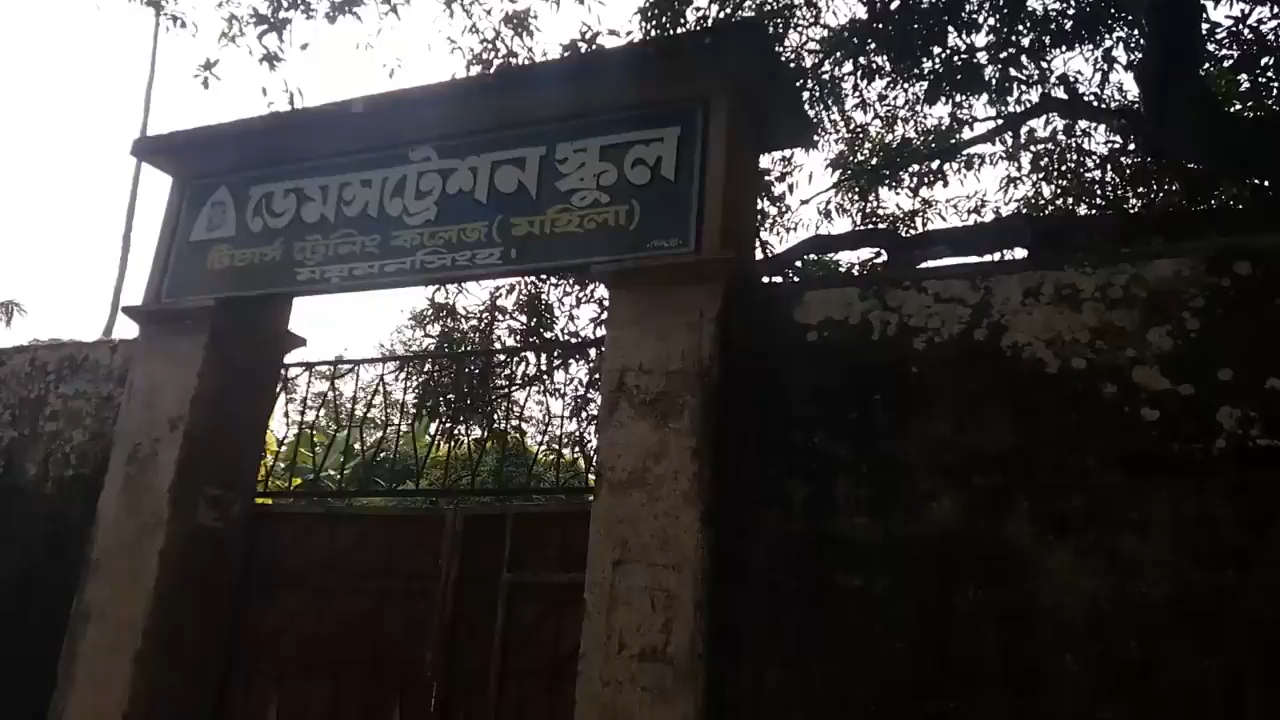 ডেমসট্রেশন স্কুল
টিচার্স ট্রেনিং কলেজ (মহিলা)
ময়মনসিংহ।